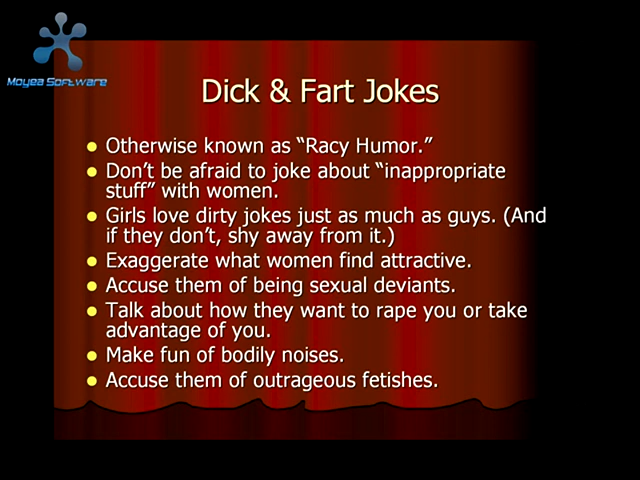 Moyea Software
Dick & Fart Jokes
Otherwise known as “Racy Humor.”
Don’t be afraid to joke about “inappropriate
stuff” with women.
Girls love dirty jokes just as much as guys. (And
if they don’t, shy away from it.)
Exaggerate what women find attractive.
Accuse them of being sexual deviants.
Talk about how they want to rape you or take
advantage of you.
Make fun of bodily noises.
Accuse them of outrageous fetishes.